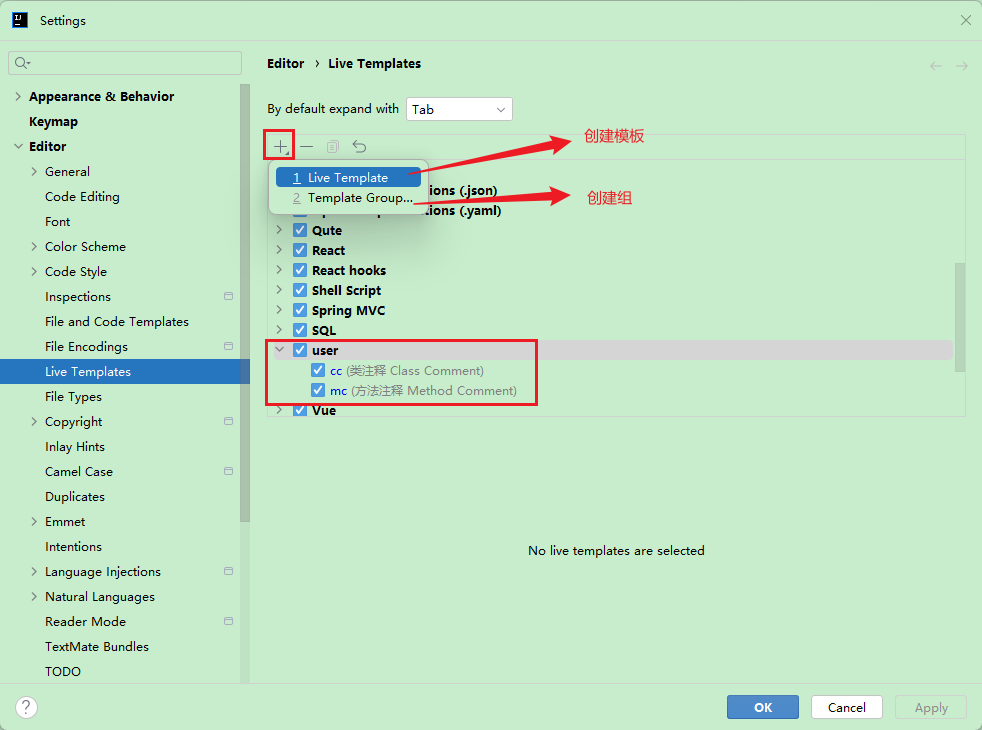 Settings
Editor › Live Templates
Appearance & Behavior
Keymap
Editor
General
Code Editing
Font
Color Scheme
Code Style
Inspections
File and Code Templates
File Encodings
Live Templates
File Types
Copyright
Inlay Hints
Camel Case
Duplicates
Emmet
Intentions
Language Injections
Natural Languages
Reader Mode
TextMate Bundles
TODO
By default expand with Tab
创建模板
1 Live Template
2 Template Group...
创建组
ions (.json)
tions (.yaml)
Qute
React
React hooks
Shell Script
Spring MVC
SQL
user
cc (类注释 Class Comment)
mc (方法注释 Method Comment)
Vue
No live templates are selected
?
OK
Cancel
Apply